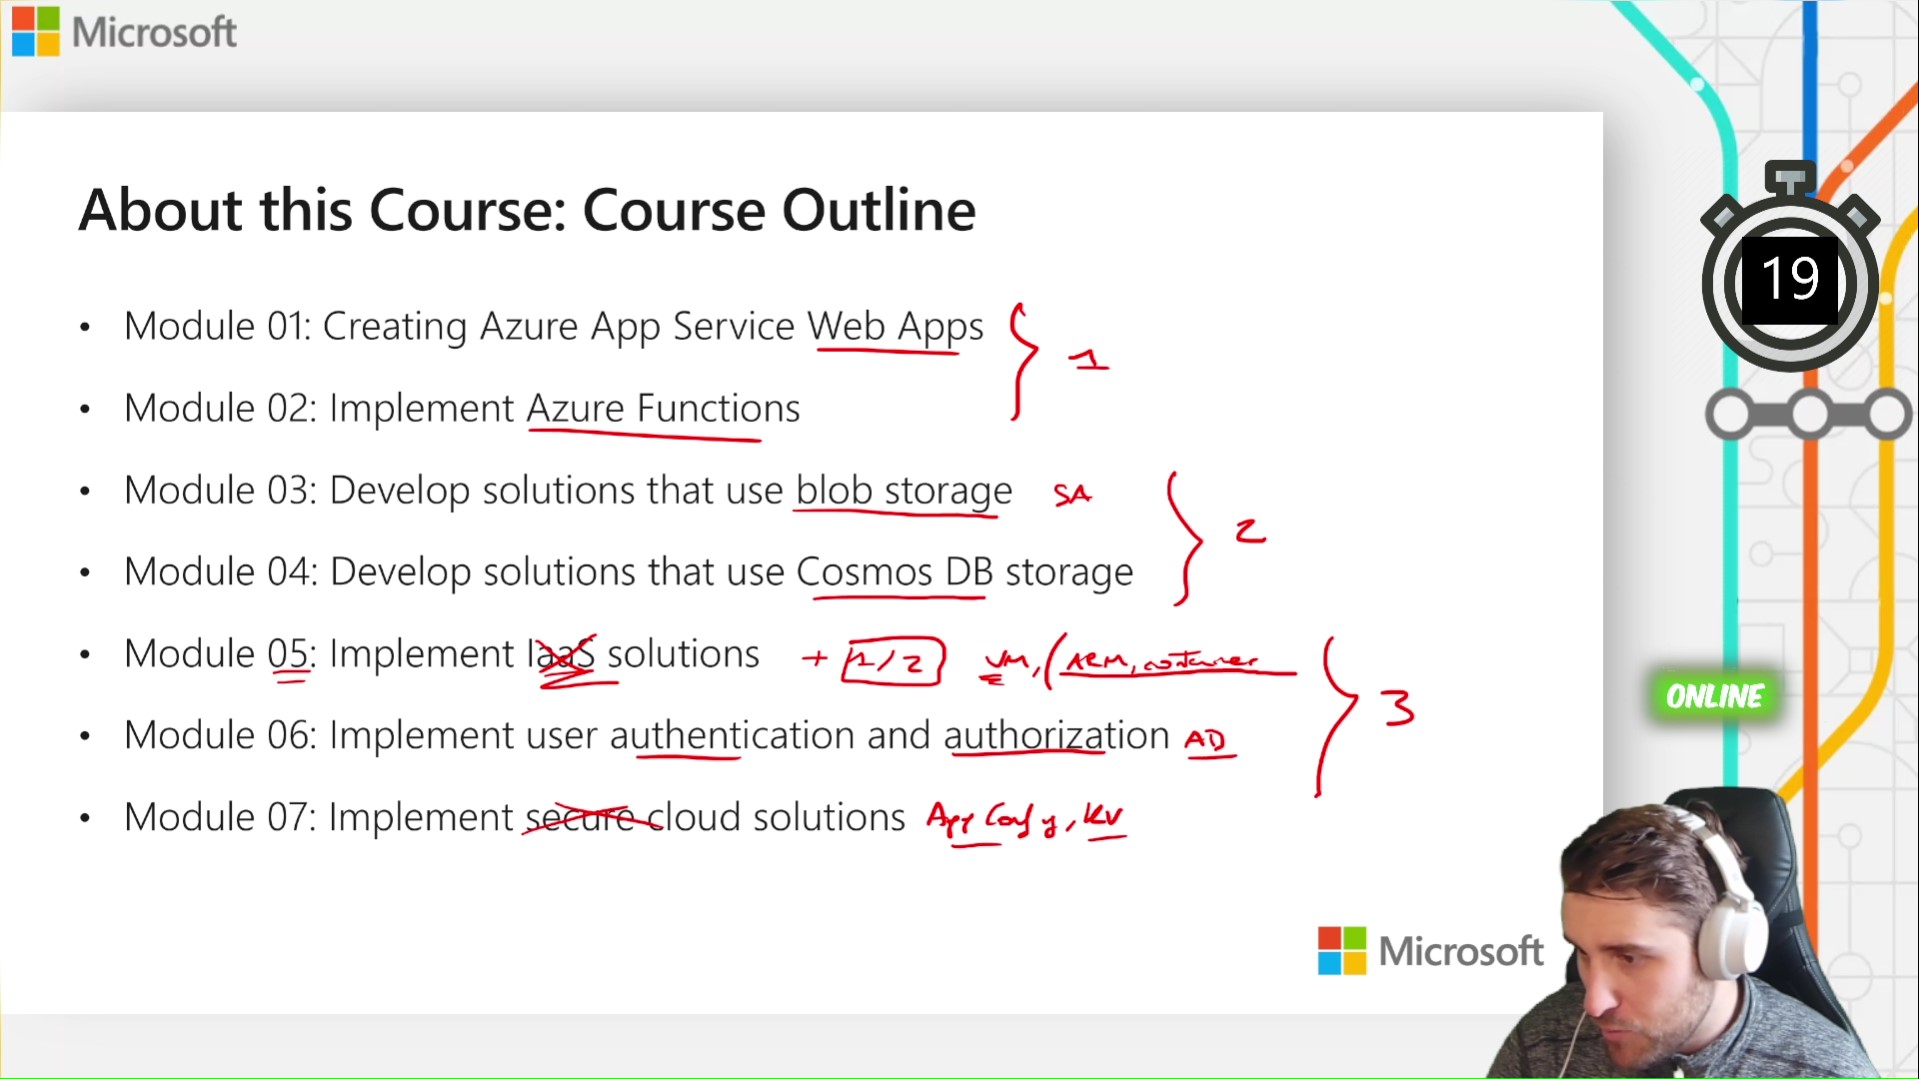 Microsoft
About this Course: Course Outline
19
• Module 01: Creating Azure App Service Web Apps
1
• Module 02: Implement Azure Functions
• Module 03: Develop solutions that use blob storage SA
2
• Module 04: Develop solutions that use Cosmos DB storage
• Module 05: Implement IaaS solutions + 1/2 VM, (ARM, container
3
ONLINE
• Module 06: Implement user authentication and authorization AD
• Module 07: Implement secure cloud solutions App Config, KV
Microsoft